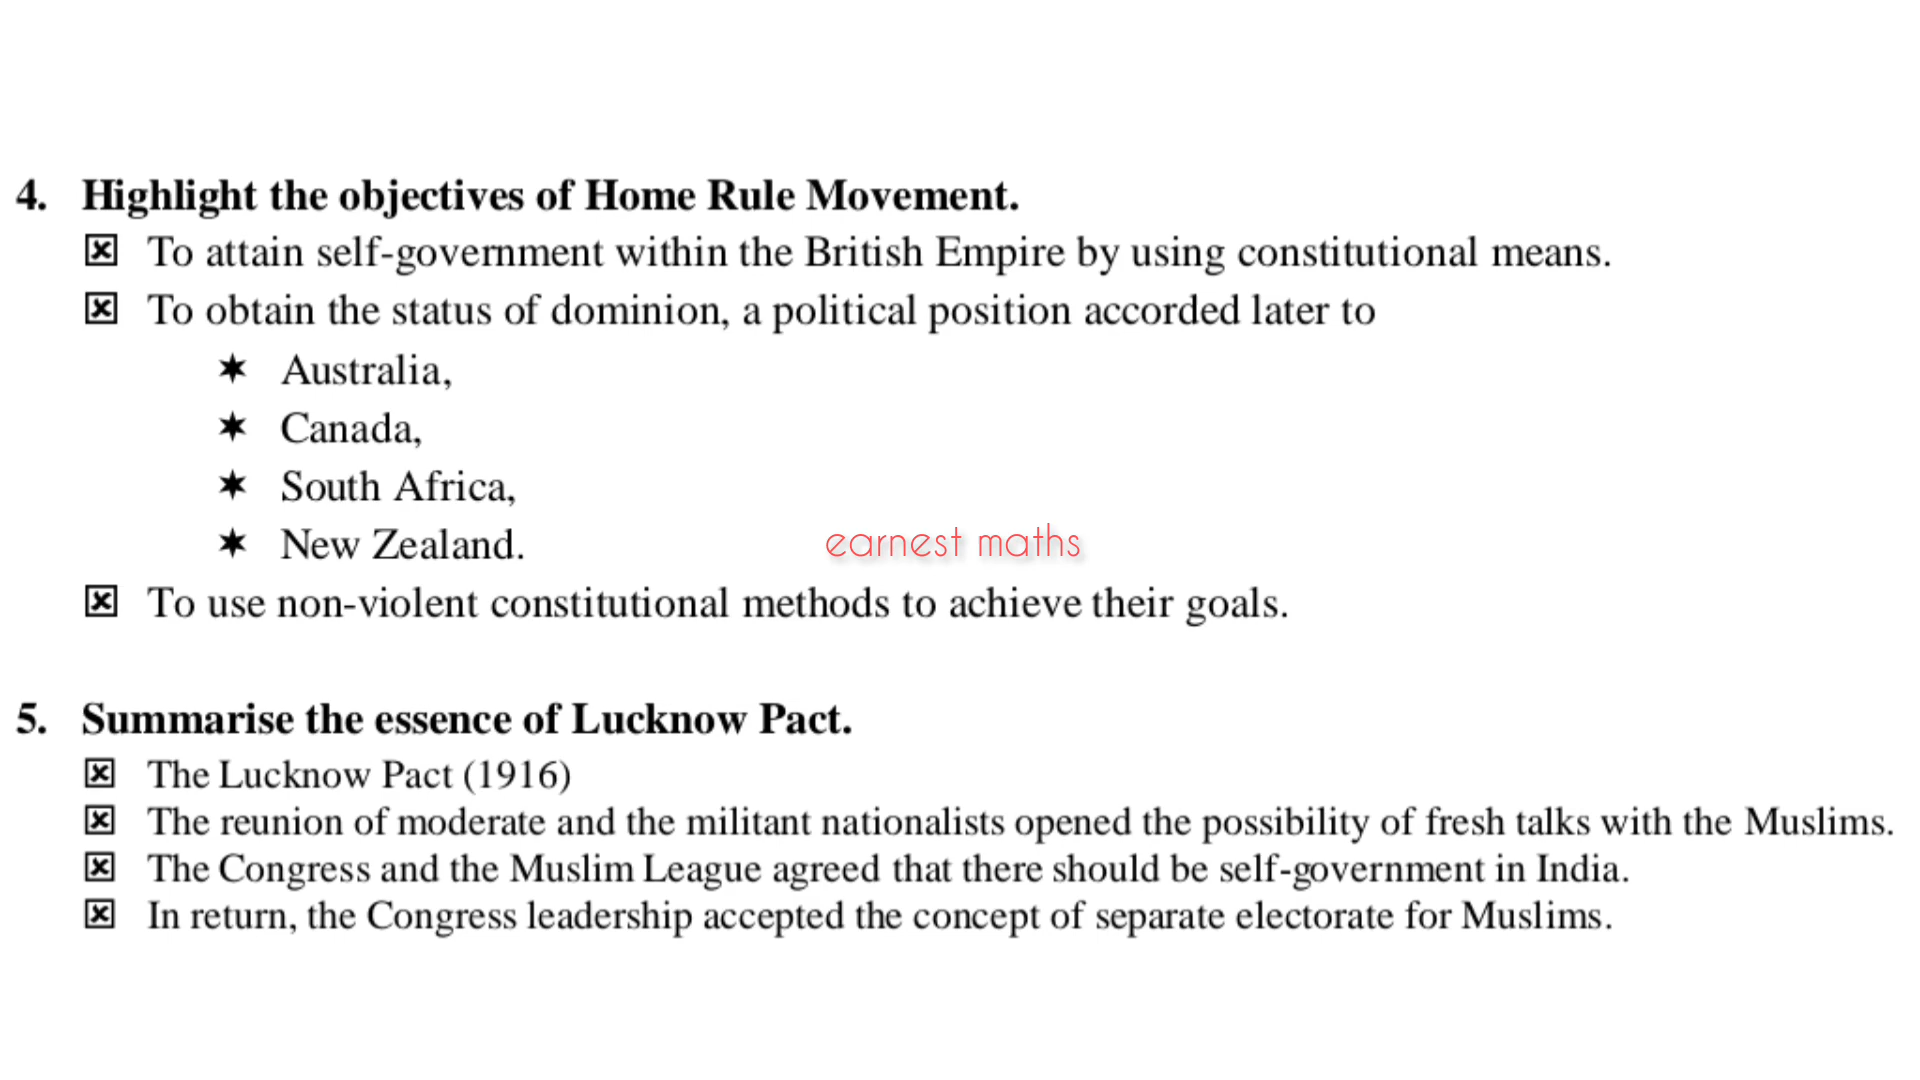 4. Highlight the objectives of Home Rule Movement.
☒ To attain self-government within the British Empire by using constitutional means.
☒ To obtain the status of dominion, a political position accorded later to
✶ Australia,
✶ Canada,
✶ South Africa,
✶ New Zealand.
earnest maths
☒ To use non-violent constitutional methods to achieve their goals.
5. Summarise the essence of Lucknow Pact.
☒ The Lucknow Pact (1916)
☒ The reunion of moderate and the militant nationalists opened the possibility of fresh talks with the Muslims.
☒ The Congress and the Muslim League agreed that there should be self-government in India.
☒ In return, the Congress leadership accepted the concept of separate electorate for Muslims.